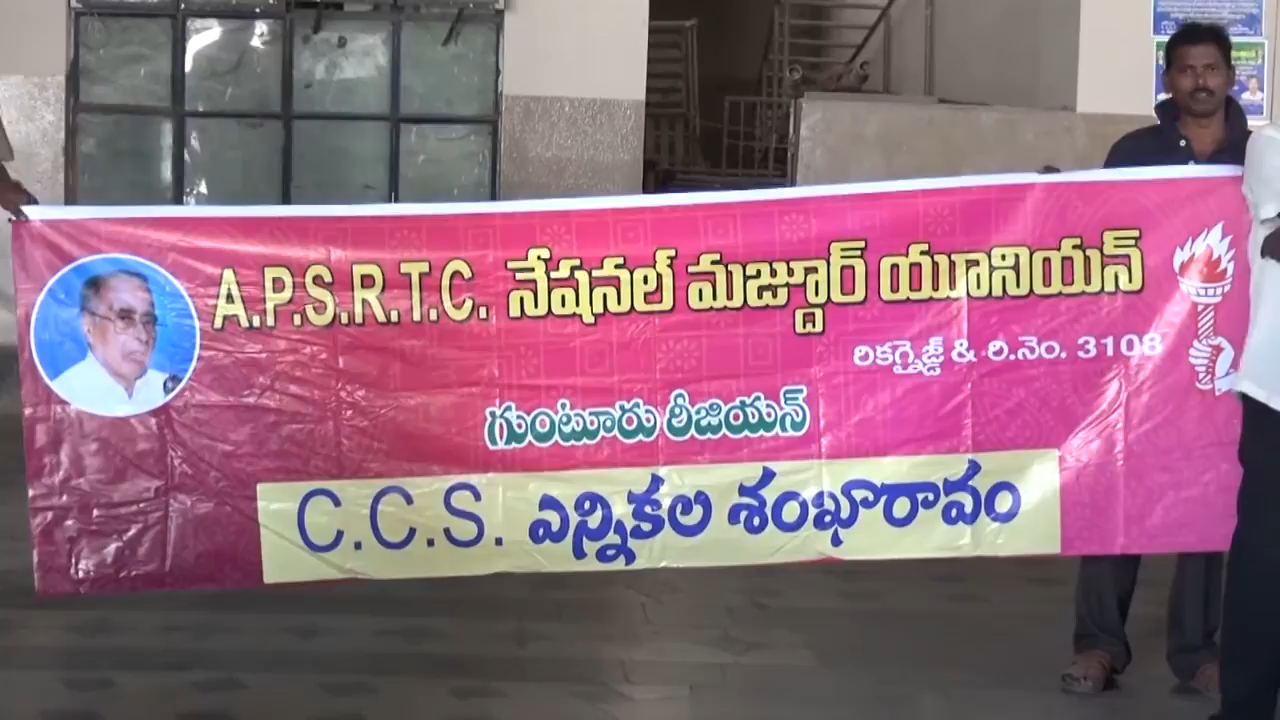 A.P.S.R.T.C. నేషనల్ మజ్దూర్ యూనియన్
రికగ్నైజ్డ్ & రి.నెం. 3108
గుంటూరు రీజియన్
C.C.S. ఎన్నికల శంఖారావం